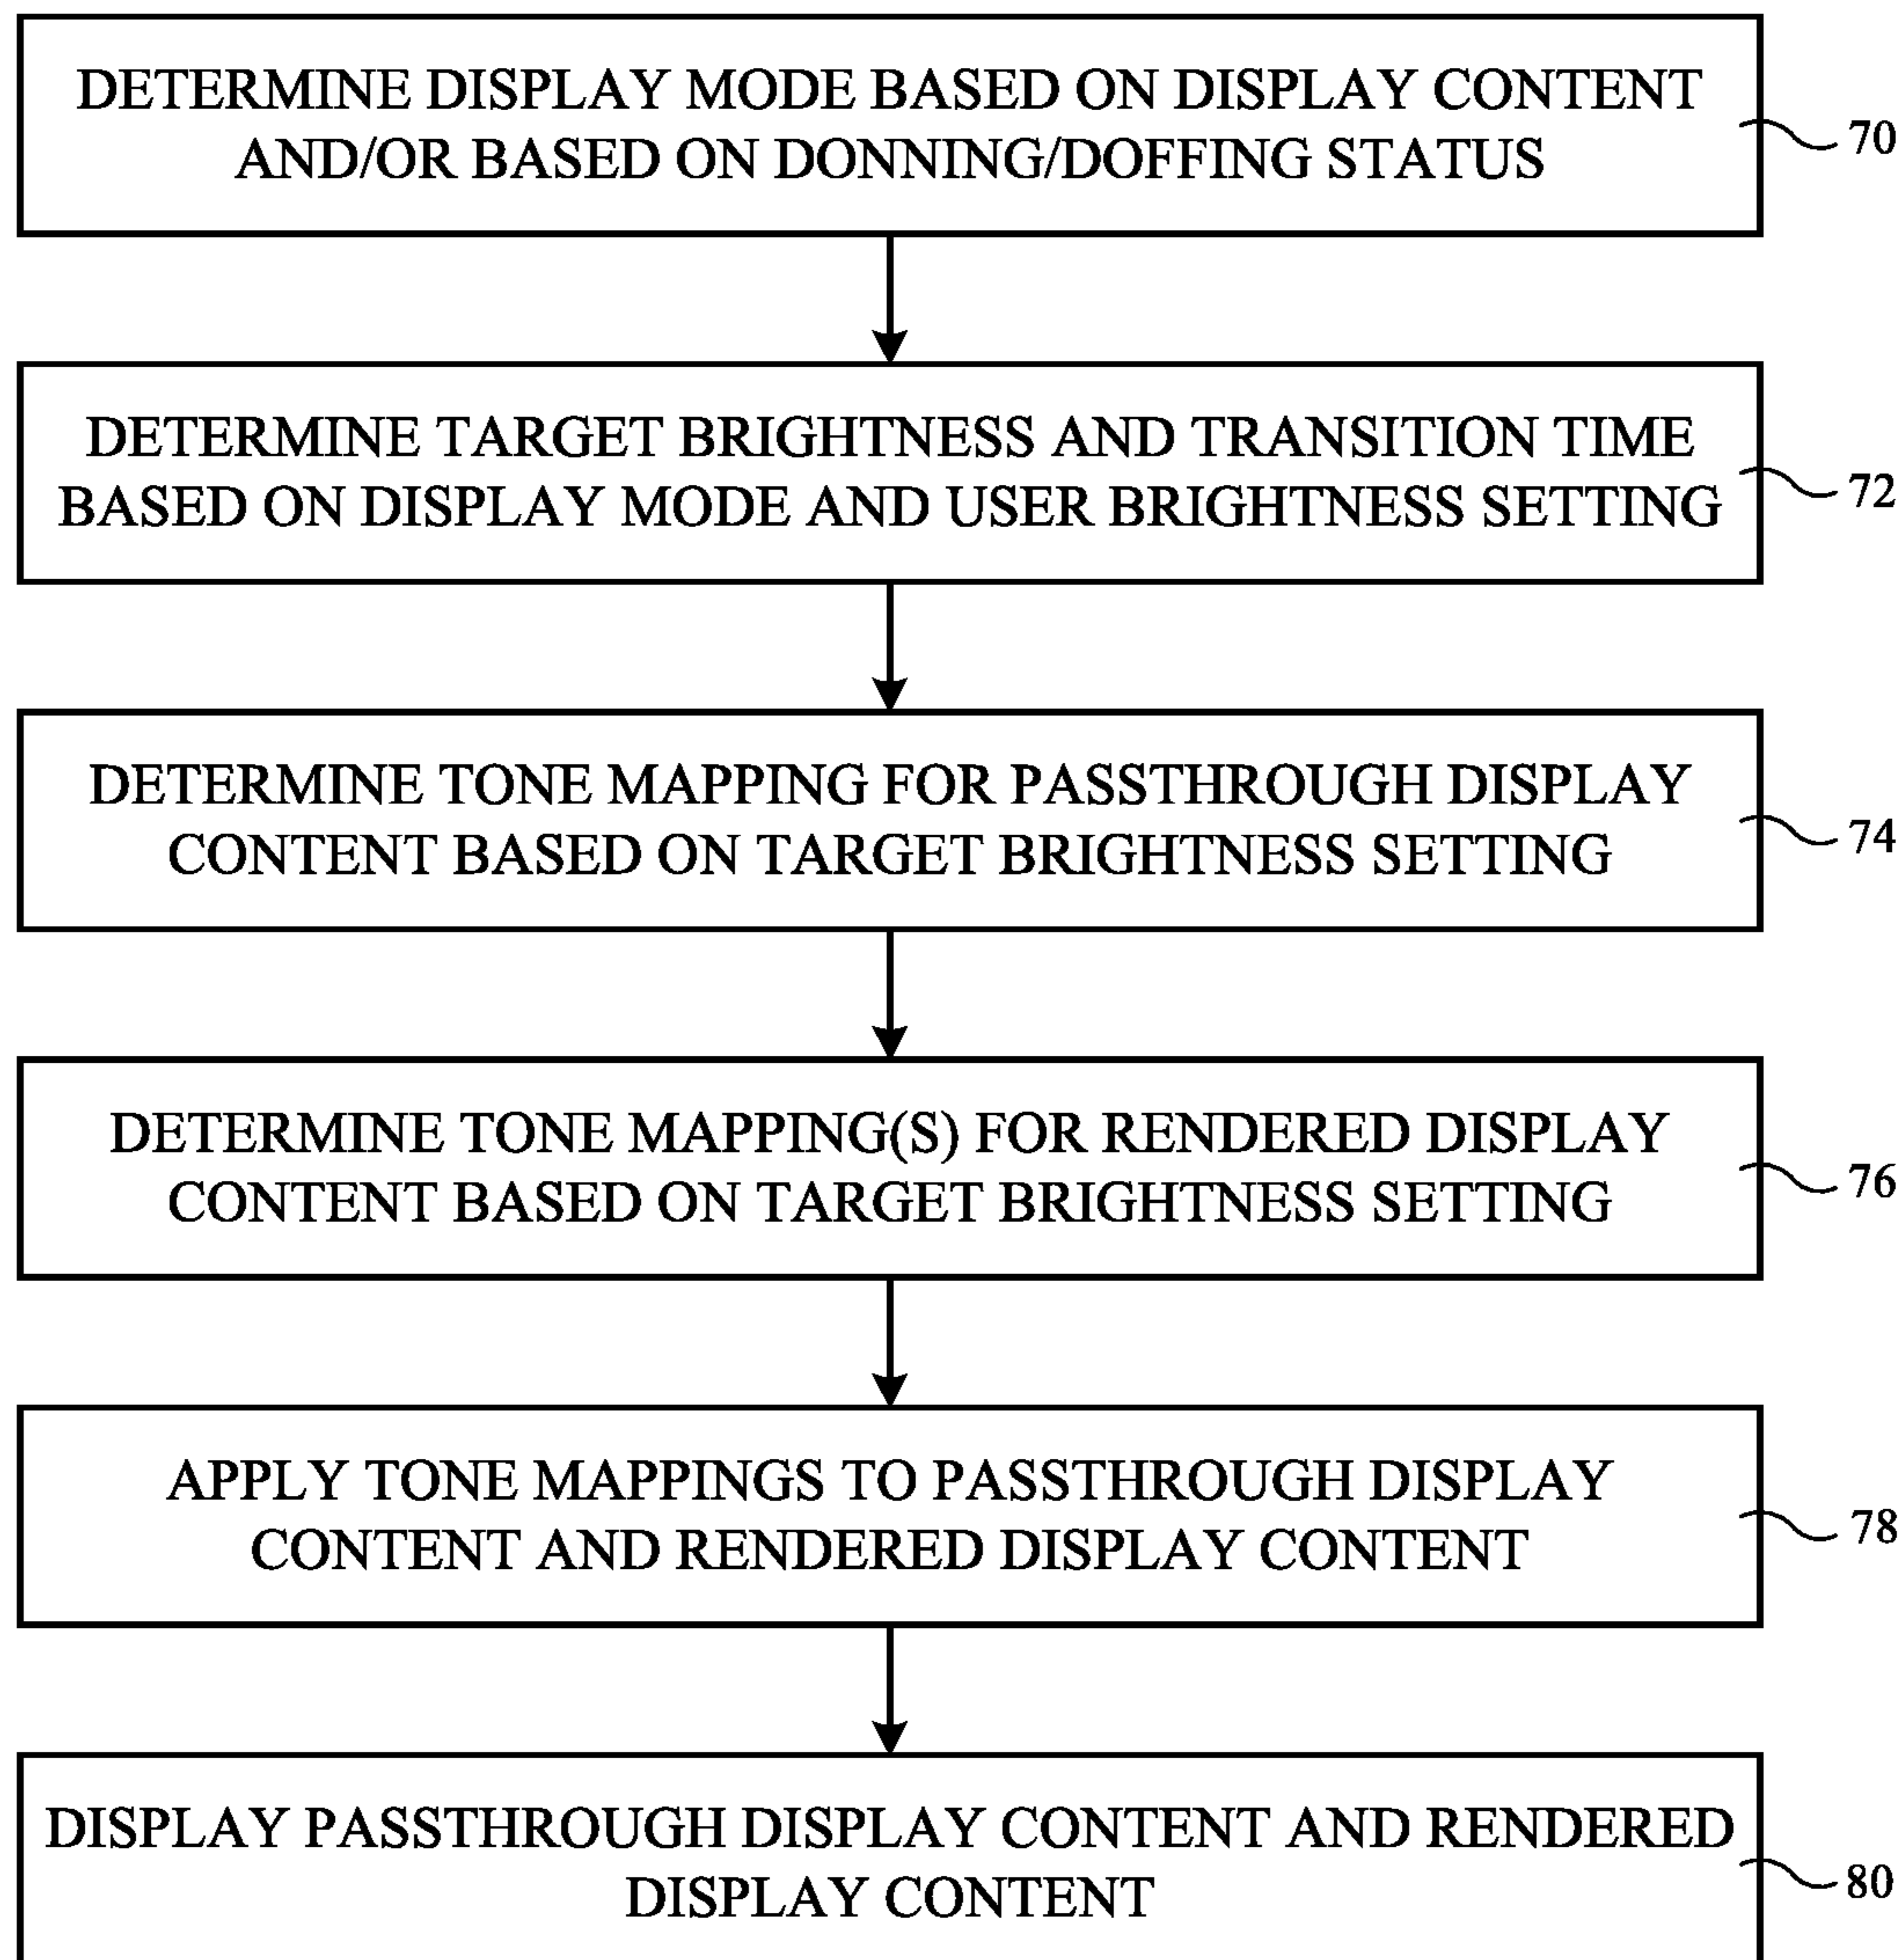 DETERMINE DISPLAY MODE BASED ON DISPLAY CONTENT
AND/OR BASED ON DONNING/DOFFING STATUS
70
DETERMINE TARGET BRIGHTNESS AND TRANSITION TIME
BASED ON DISPLAY MODE AND USER BRIGHTNESS SETTING
72
DETERMINE TONE MAPPING FOR PASSTHROUGH DISPLAY
CONTENT BASED ON TARGET BRIGHTNESS SETTING
74
DETERMINE TONE MAPPING(S) FOR RENDERED DISPLAY
CONTENT BASED ON TARGET BRIGHTNESS SETTING
76
APPLY TONE MAPPINGS TO PASSTHROUGH DISPLAY
CONTENT AND RENDERED DISPLAY CONTENT
78
DISPLAY PASSTHROUGH DISPLAY CONTENT AND RENDERED
DISPLAY CONTENT
80